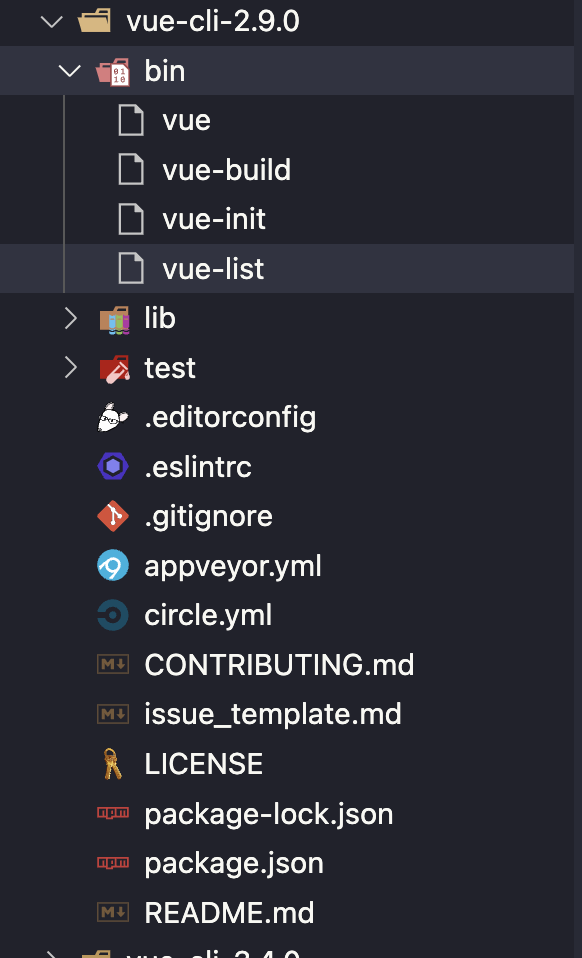 vue-cli-2.9.0
bin
vue
vue-build
vue-init
vue-list
lib
test
.editorconfig
.eslintrc
.gitignore
appveyor.yml
circle.yml
CONTRIBUTING.md
issue_template.md
LICENSE
package-lock.json
package.json
README.md